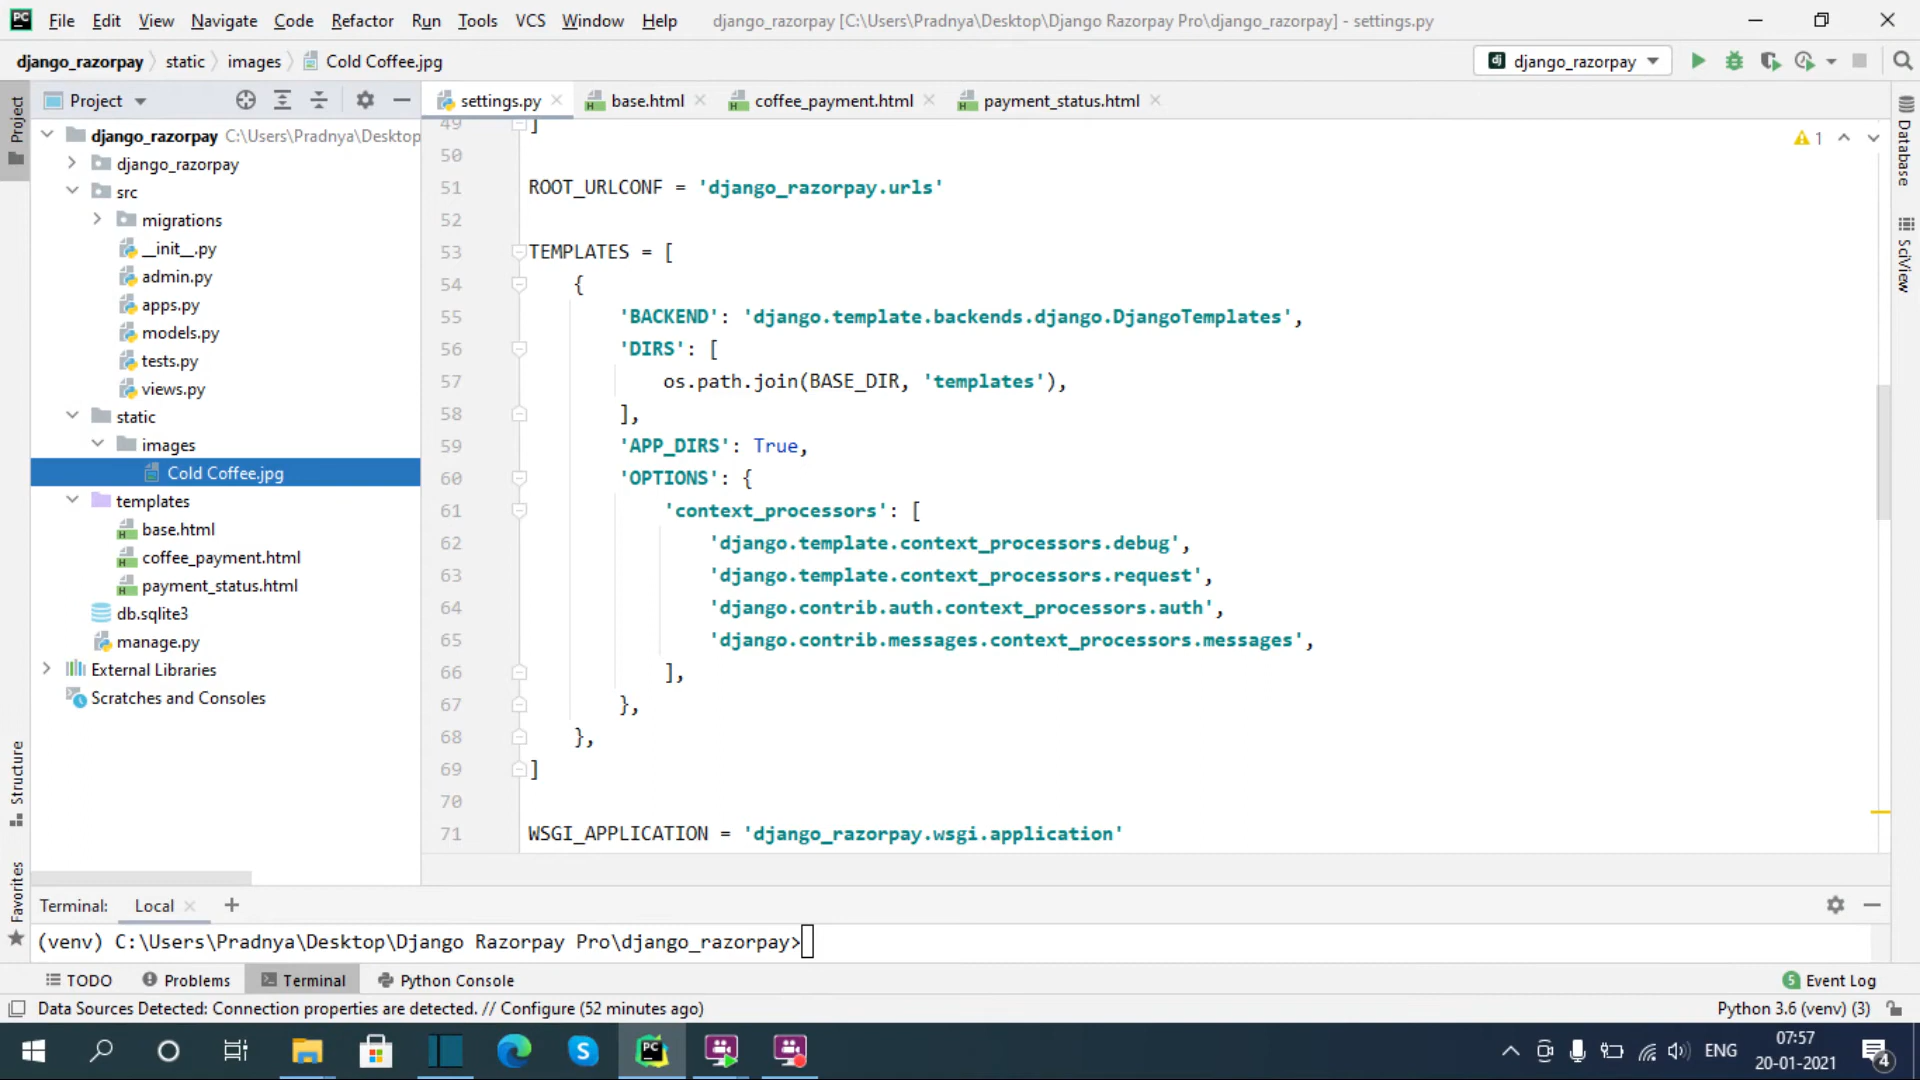 PC File Edit View Navigate Code Refactor Run Tools VCS Window Help django_razorpay [C:\Users\Pradnya\Desktop\Django Razorpay Pro\django_razorpay] - settings.py
django_razorpay static images Cold Coffee.jpg dj django_razorpay
Project settings.py base.html coffee_payment.html payment_status.html
Project
django_razorpay C:\Users\Pradnya\Desktop
django_razorpay
src
migrations
__init__.py
admin.py
apps.py
models.py
tests.py
views.py
static
images
Cold Coffee.jpg
templates
base.html
coffee_payment.html
payment_status.html
db.sqlite3
manage.py
External Libraries
Scratches and Consoles
Structure
Favorites
49 ]
50
51 ROOT_URLCONF = 'django_razorpay.urls'
52
53 TEMPLATES = [
54 {
55 'BACKEND': 'django.template.backends.django.DjangoTemplates',
56 'DIRS': [
57 os.path.join(BASE_DIR, 'templates'),
58 ],
59 'APP_DIRS': True,
60 'OPTIONS': {
61 'context_processors': [
62 'django.template.context_processors.debug',
63 'django.template.context_processors.request',
64 'django.contrib.auth.context_processors.auth',
65 'django.contrib.messages.context_processors.messages',
66 ],
67 },
68 },
69 ]
70
71 WSGI_APPLICATION = 'django_razorpay.wsgi.application'
1
Database
SciView
Terminal: Local +
(venv) C:\Users\Pradnya\Desktop\Django Razorpay Pro\django_razorpay>
TODO Problems Terminal Python Console 5 Event Log
Data Sources Detected: Connection properties are detected. // Configure (52 minutes ago) Python 3.6 (venv) (3)
S PC ENG 07:57
20-01-2021 4